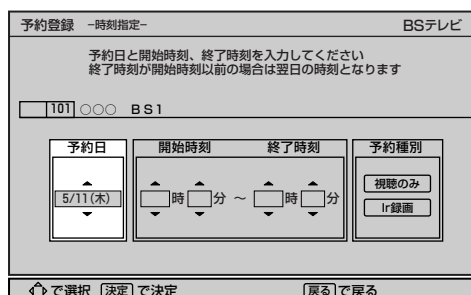 予約登録 −時刻指定− BSテレビ
予約日と開始時刻、終了時刻を入力してください
終了時刻が開始時刻以前の場合は翌日の時刻となります
101 ○○○ BS1
予約日 開始時刻 終了時刻 予約種別
視聴のみ
5/11(木) 時 分 ~ 時 分
Ir録画
で選択 決定 で決定 戻る で戻る